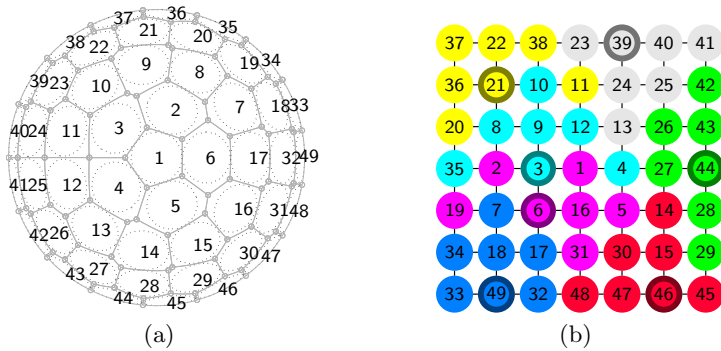 36
37 21 35
38 22 20
39 23 9 8 19 34
10
40 24 11 3 2 7 18 33
1 6 17 32 49
41 25 12 4
5 16 31 48
42 26 13
14 15 30 47
43 27
28 29 46
44 45
(a)
37 22 38 23 39 40 41
36 21 10 11 24 25 42
20 8 9 12 13 26 43
35 2 3 1 4 27 44
19 7 6 16 5 14 28
34 18 17 31 30 15 29
33 49 32 48 47 46 45
(b)